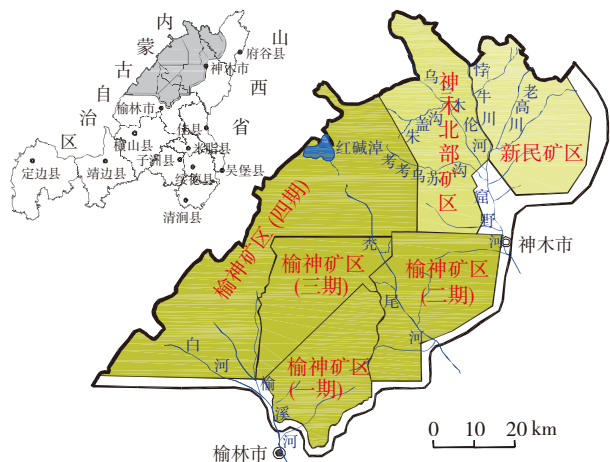 内
蒙
古
自
治
区
山
西
省
府谷县
神木市
榆林市
佳县
横山县
米脂县
子洲县
吴堡县
绥德县
定边县
靖边县
清涧县
乌
兰
木
伦
河
悖
牛
川
老
高
川
朱
盖
沟
考考乌苏
沟
窟
野
河
红碱淖
神木北部矿区
新民矿区
神木市
榆神矿区(四期)
榆神矿区
(三期)
榆神矿区
(二期)
榆神矿区
(一期)
秃
尾
河
白
河
榆
溪
河
榆林市
0 10 20 km